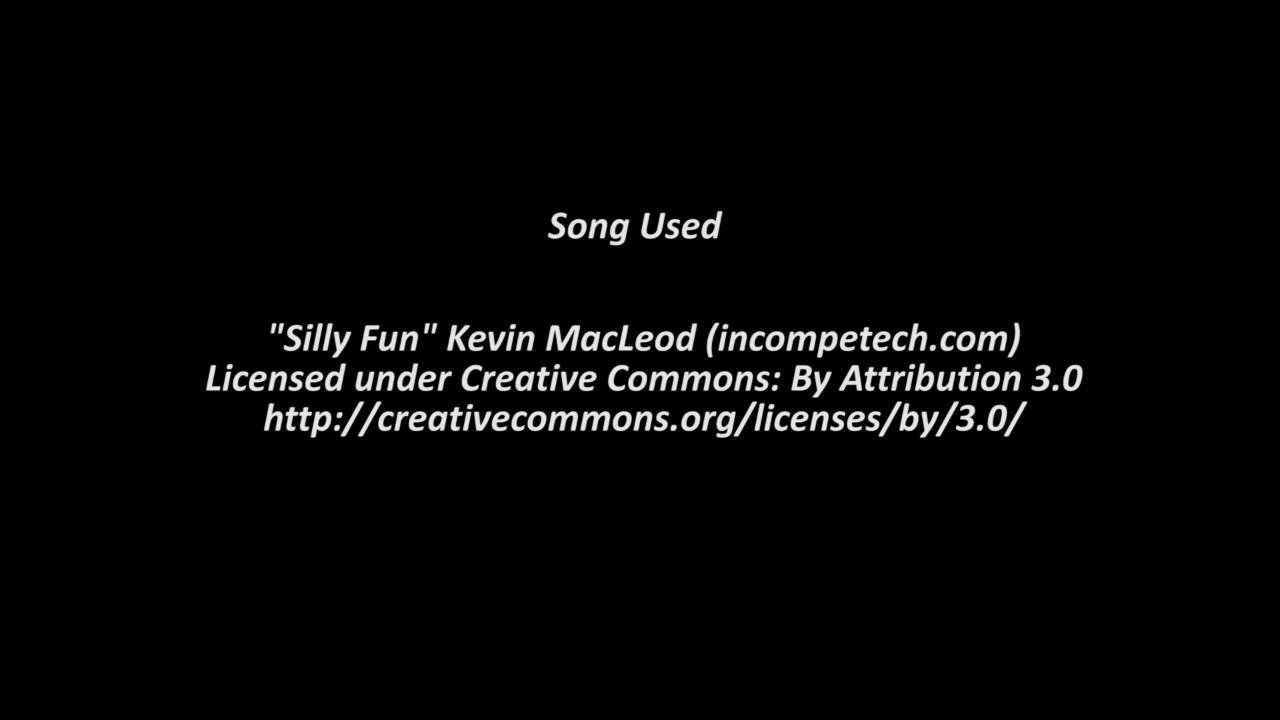 Song Used
"Silly Fun" Kevin MacLeod (incompetech.com)
Licensed under Creative Commons: By Attribution 3.0
http://creativecommons.org/licenses/by/3.0/